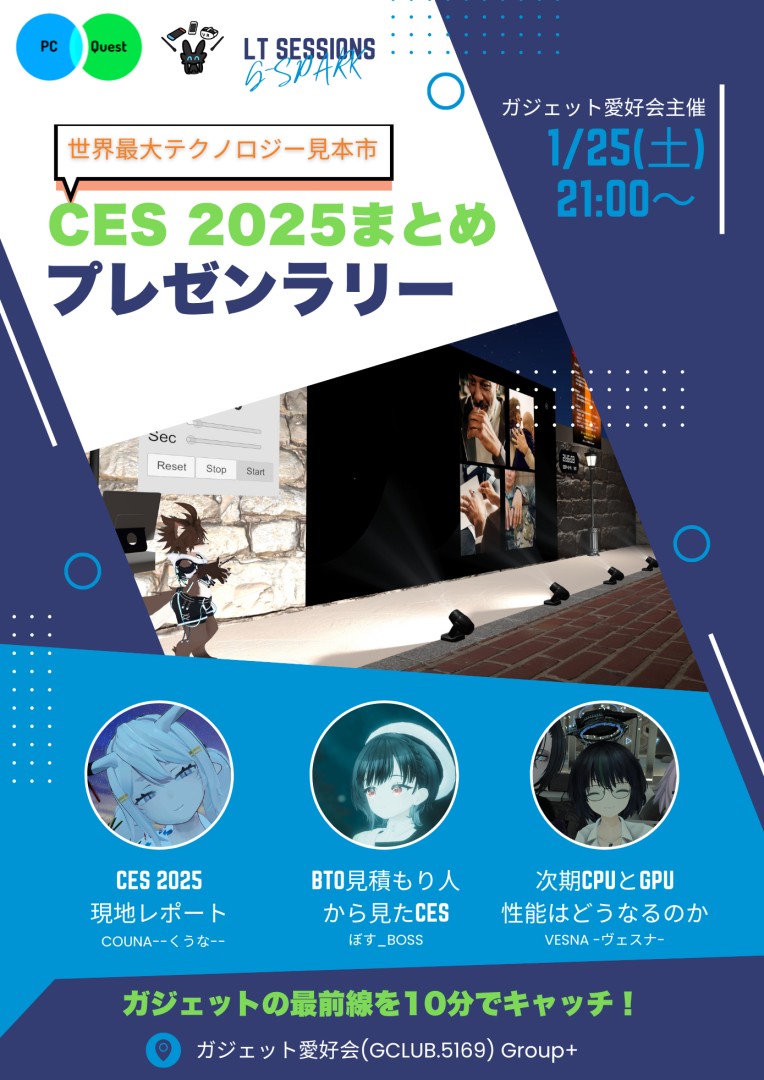 PC Quest
LT SESSIONS
G-SPARK
ガジェット愛好会主催
1/25(土)
21:00〜
世界最大テクノロジー見本市
CES 2025まとめ
プレゼンラリー
Sec
Reset Stop Start
CES 2025
現地レポート
COUNA--くうな--
BTO見積もり人
から見たCES
ぼす_BOSS
次期CPUとGPU
性能はどうなるのか
VESNA -ヴェスナ-
ガジェットの最前線を10分でキャッチ！
ガジェット愛好会(GCLUB.5169) Group+